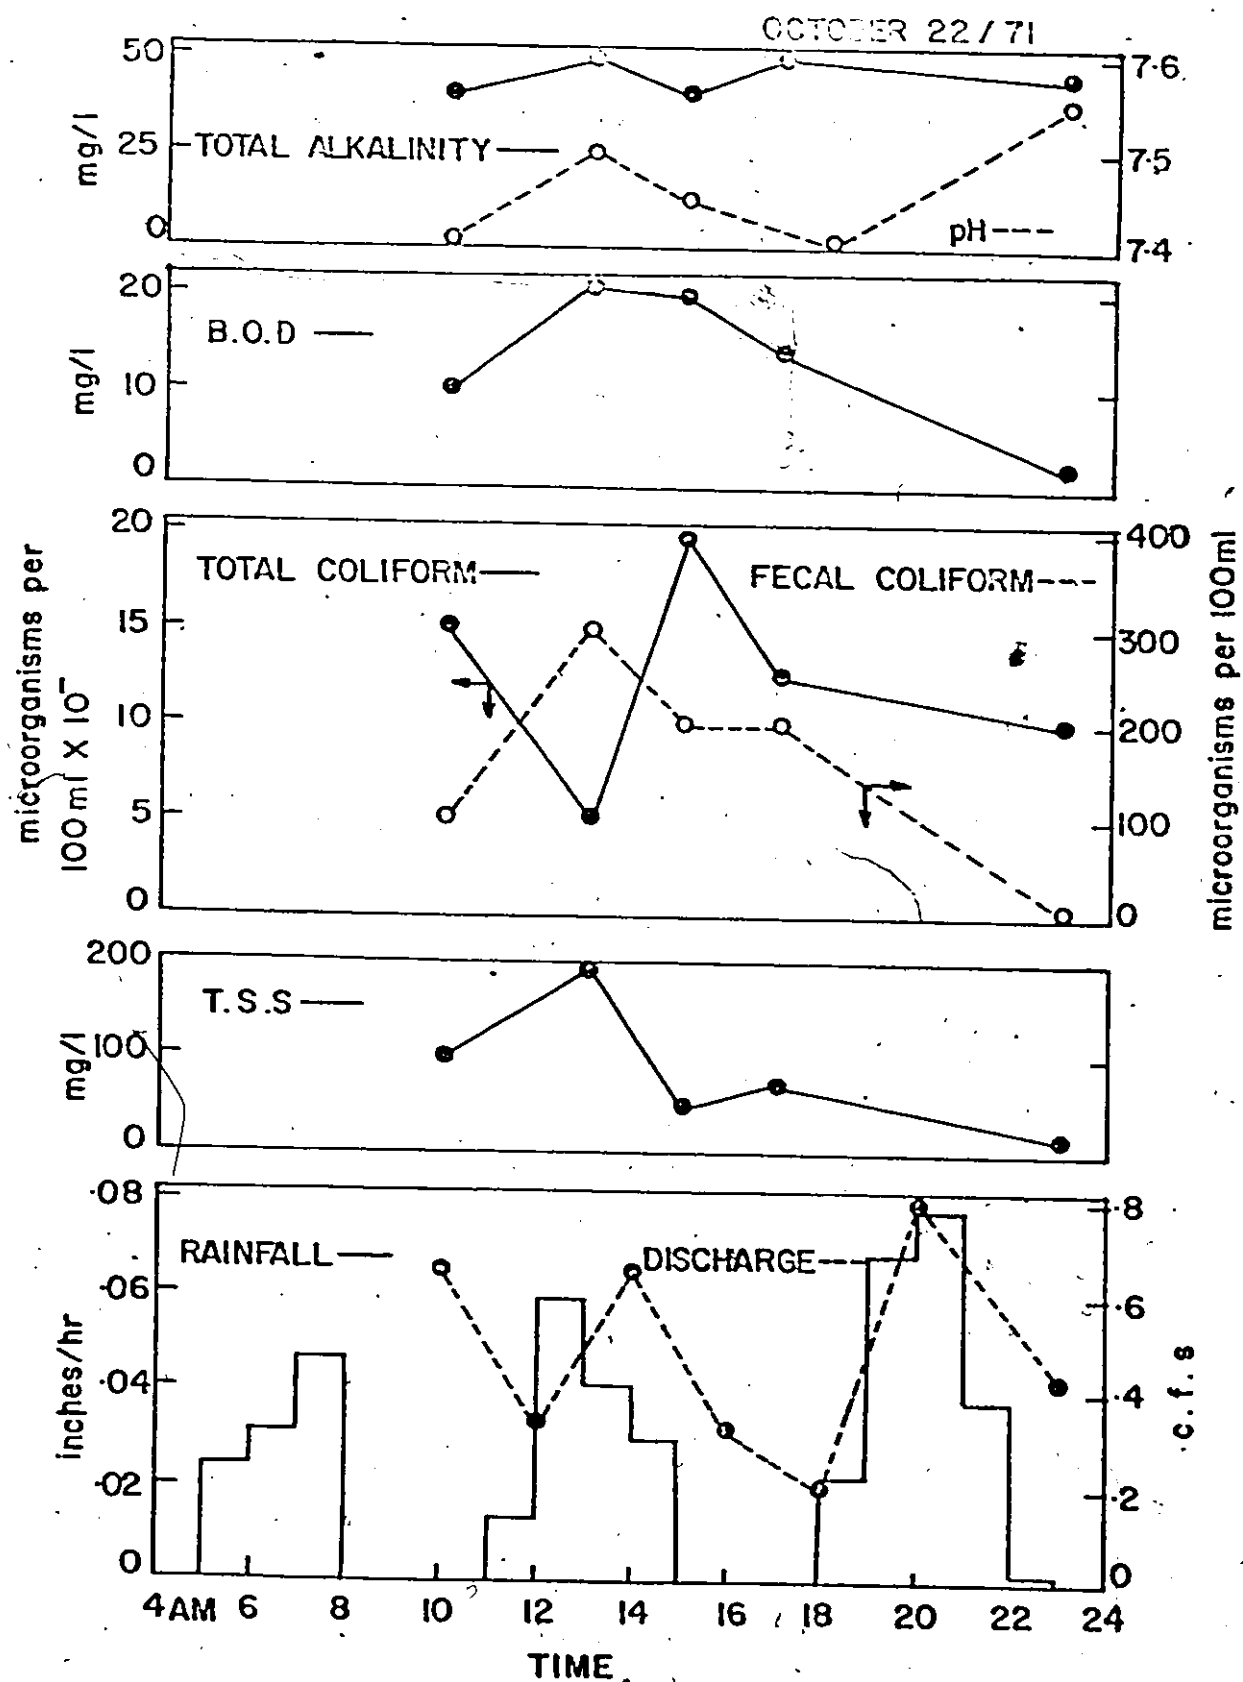 OCTOBER 22/71
50
7·6
mg/l
25
TOTAL ALKALINITY
7·5
0
pH
7·4
20
B.O.D
mg/l
10
0
20
400
TOTAL COLIFORM
FECAL COLIFORM
microorganisms per
100ml X 10
microorganisms per 100ml
15
300
10
200
5
100
0
0
200
T.S.S
mg/l
100
0
·08
·8
RAINFALL
DISCHARGE
·06
·6
inches/hr
·04
·4
c.f.s
·02
·2
0
0
4AM 6 8 10 12 14 16 18 20 22 24
TIME